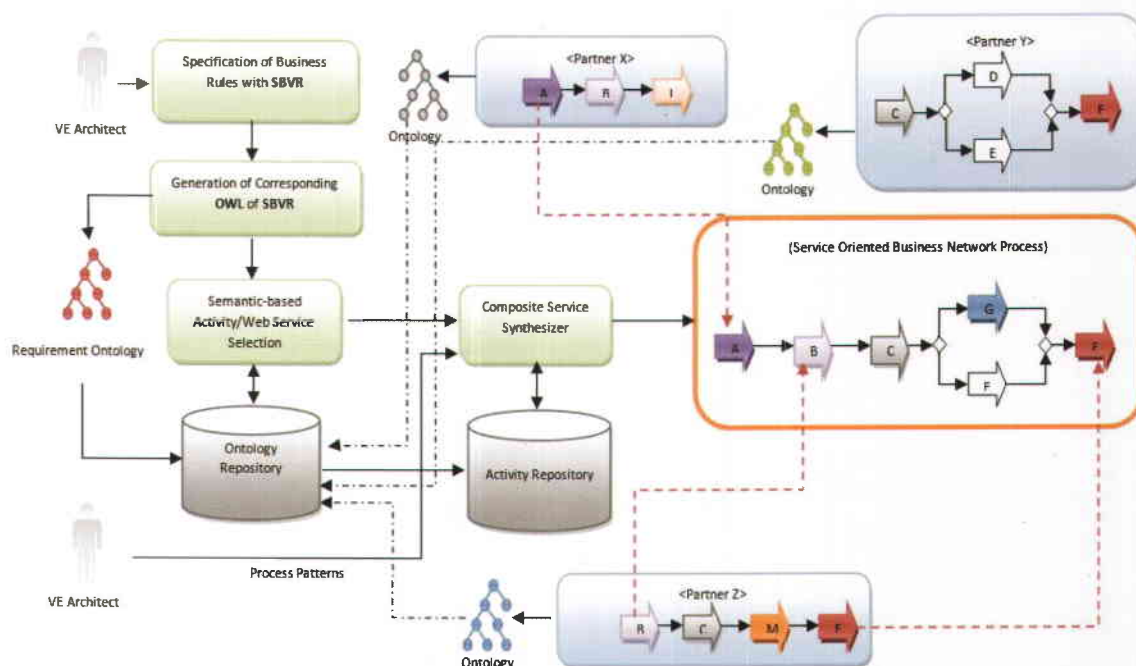 VE Architect
Specification of Business
Rules with SBVR
Generation of Corresponding
OWL of SBVR
Requirement Ontology
Semantic-based
Activity/Web Service
Selection
Composite Service
Synthesizer
Ontology
Repository
Activity Repository
VE Architect
Process Patterns
Ontology
<Partner X>
A
B
I
Ontology
<Partner Y>
C
D
E
F
(Service Oriented Business Network Process)
A
B
C
G
F
F
Ontology
<Partner Z>
B
C
M
F